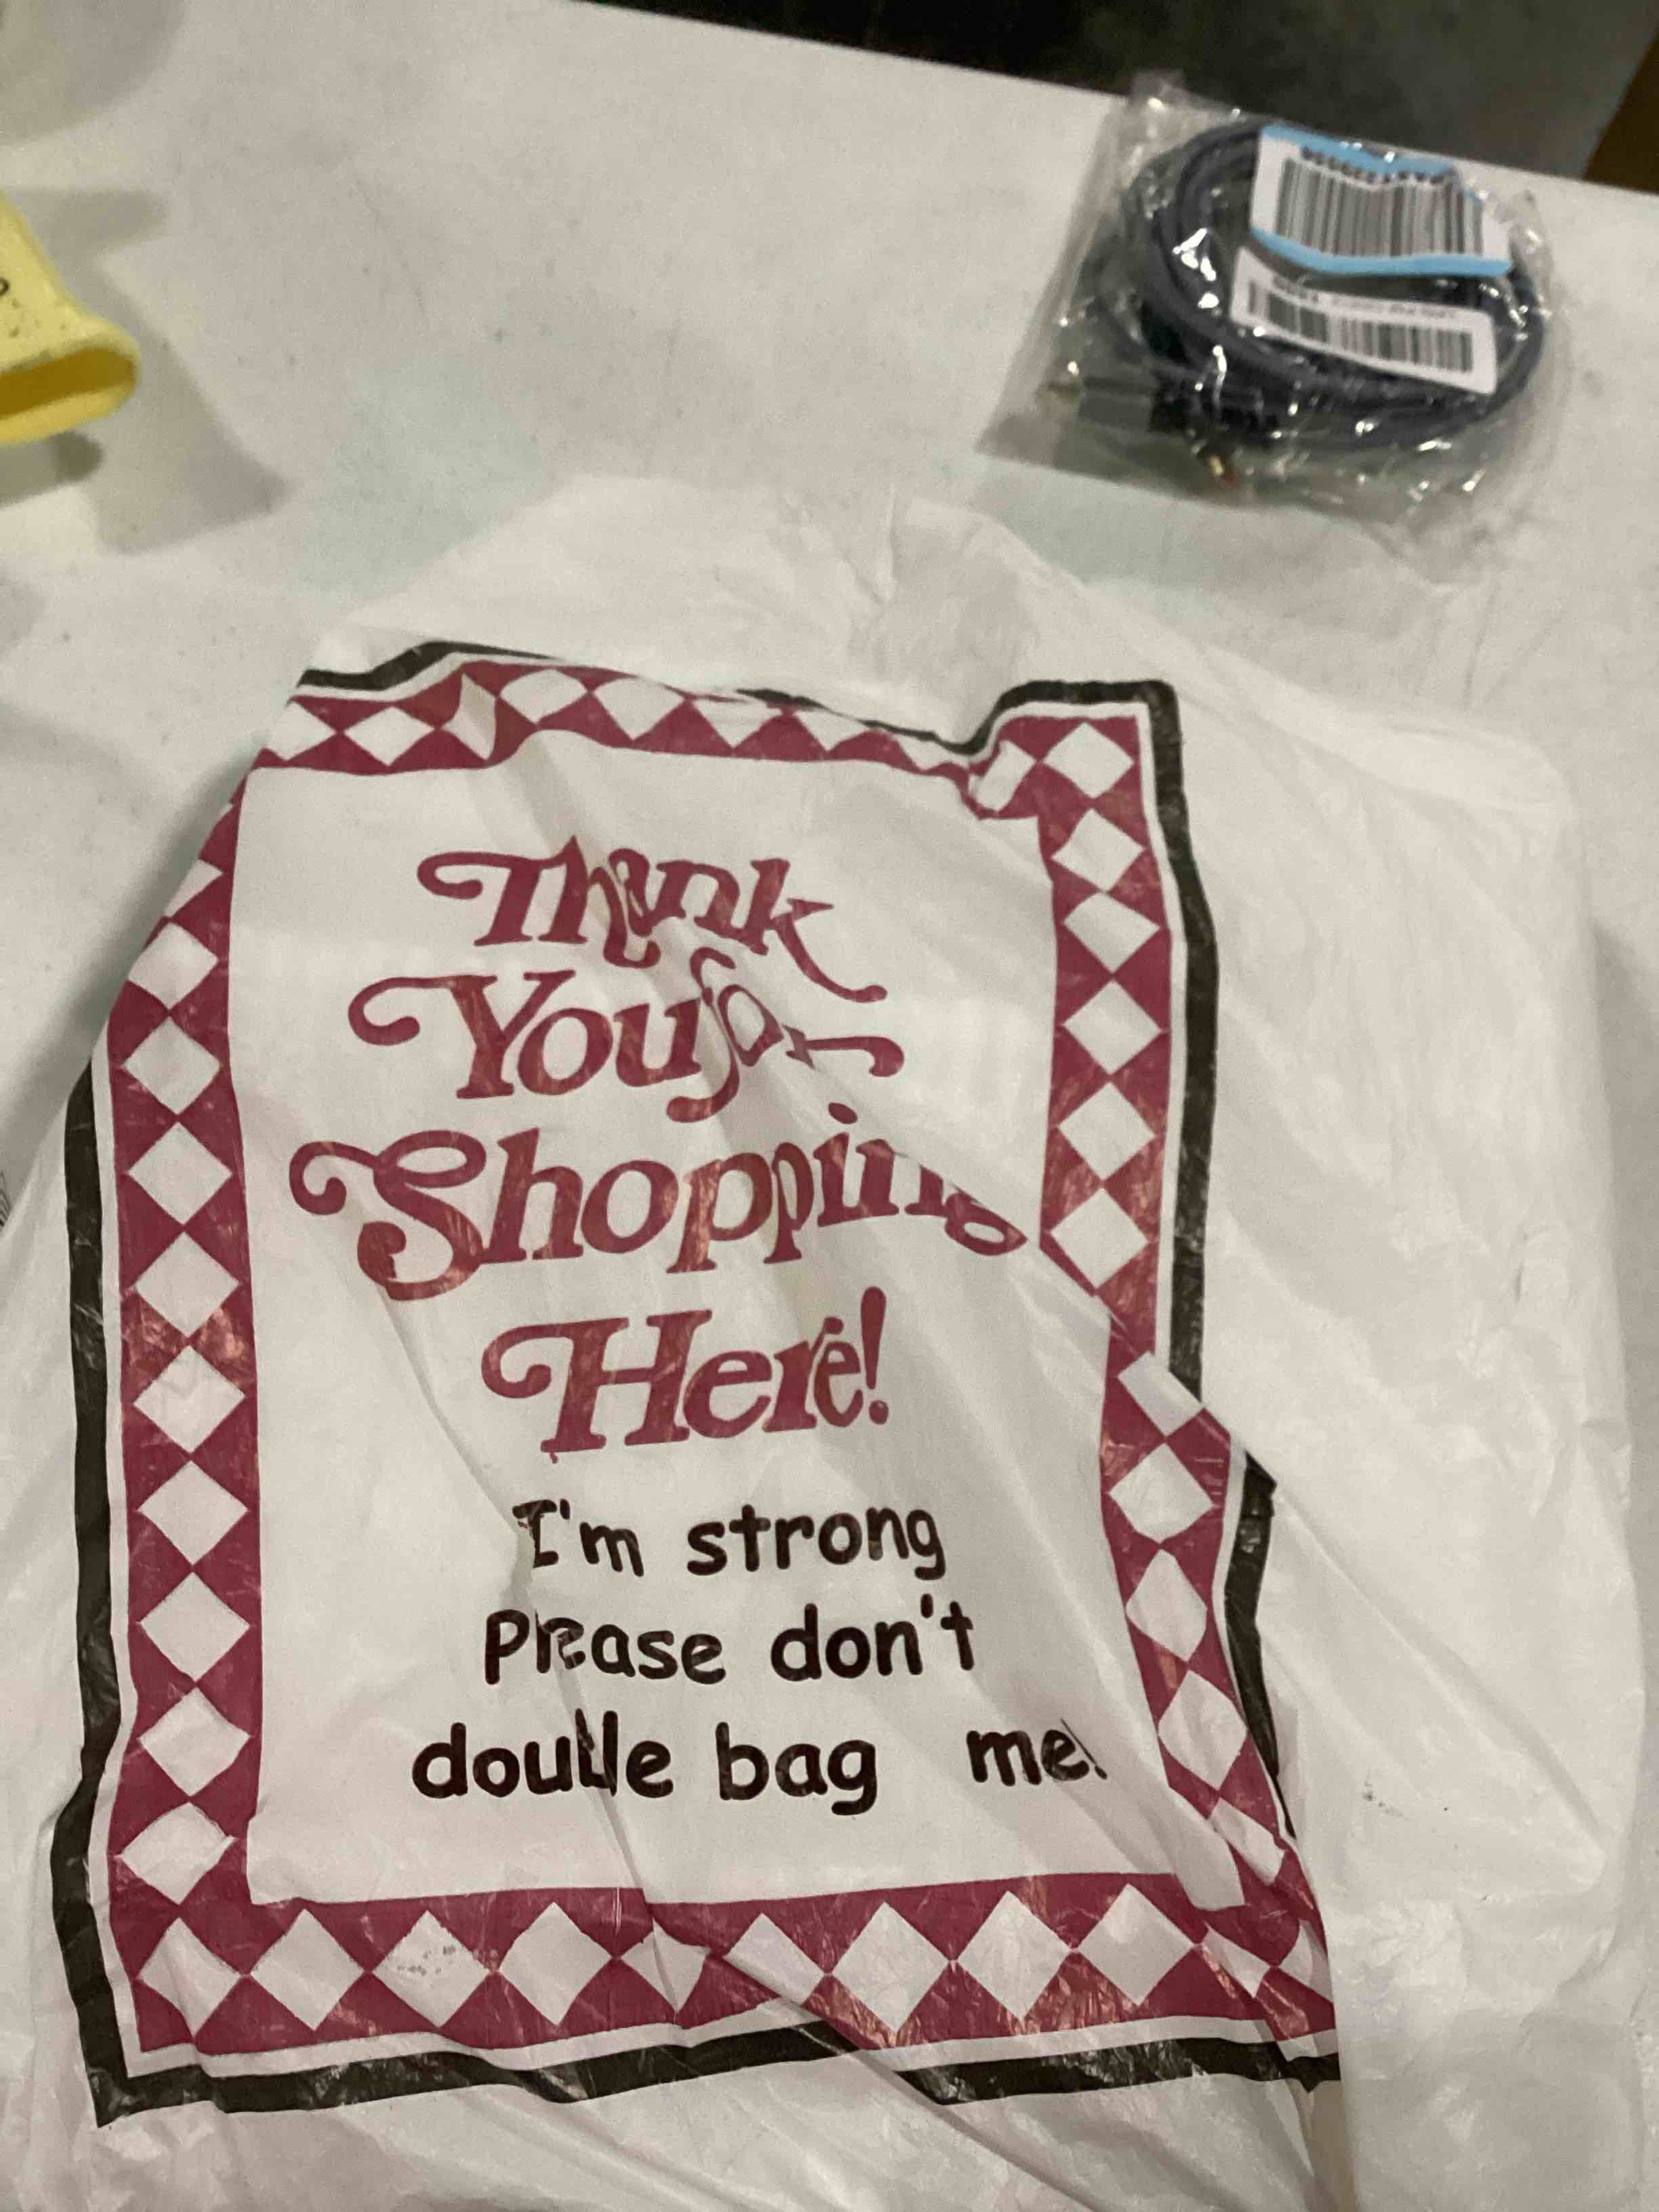 Thank
You for
Shopping
Here!
I'm strong
Please don't
double bag me!